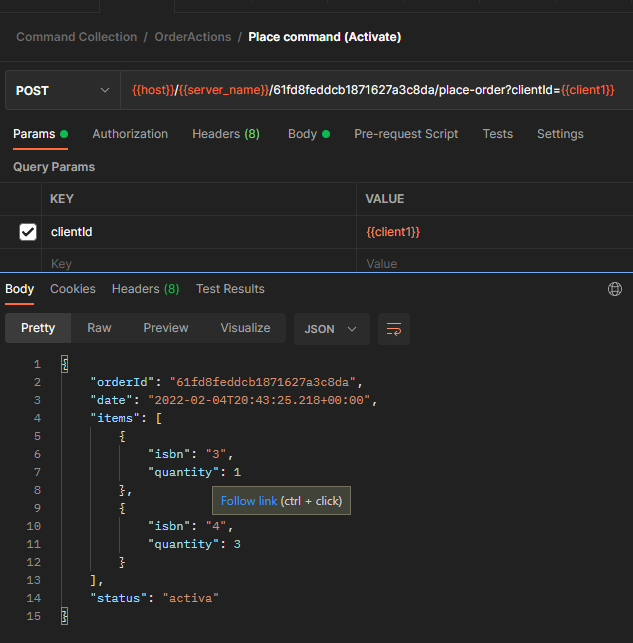 Command Collection / OrderActions / Place command (Activate)
POST {{host}}/{{server_name}}/61fd8feddcb1871627a3c8da/place-order?clientId={{client1}}
Params Authorization Headers (8) Body Pre-request Script Tests Settings
Query Params
KEY VALUE
clientId {{client1}}
Key Value
Body Cookies Headers (8) Test Results
Pretty Raw Preview Visualize JSON
1 {
2 "orderId": "61fd8feddcb1871627a3c8da",
3 "date": "2022-02-04T20:43:25.218+00:00",
4 "items": [
5 {
6 "isbn": "3",
7 "quantity": 1
8 },
Follow link (ctrl + click)
9 {
10 "isbn": "4",
11 "quantity": 3
12 }
13 ],
14 "status": "activa"
15 }